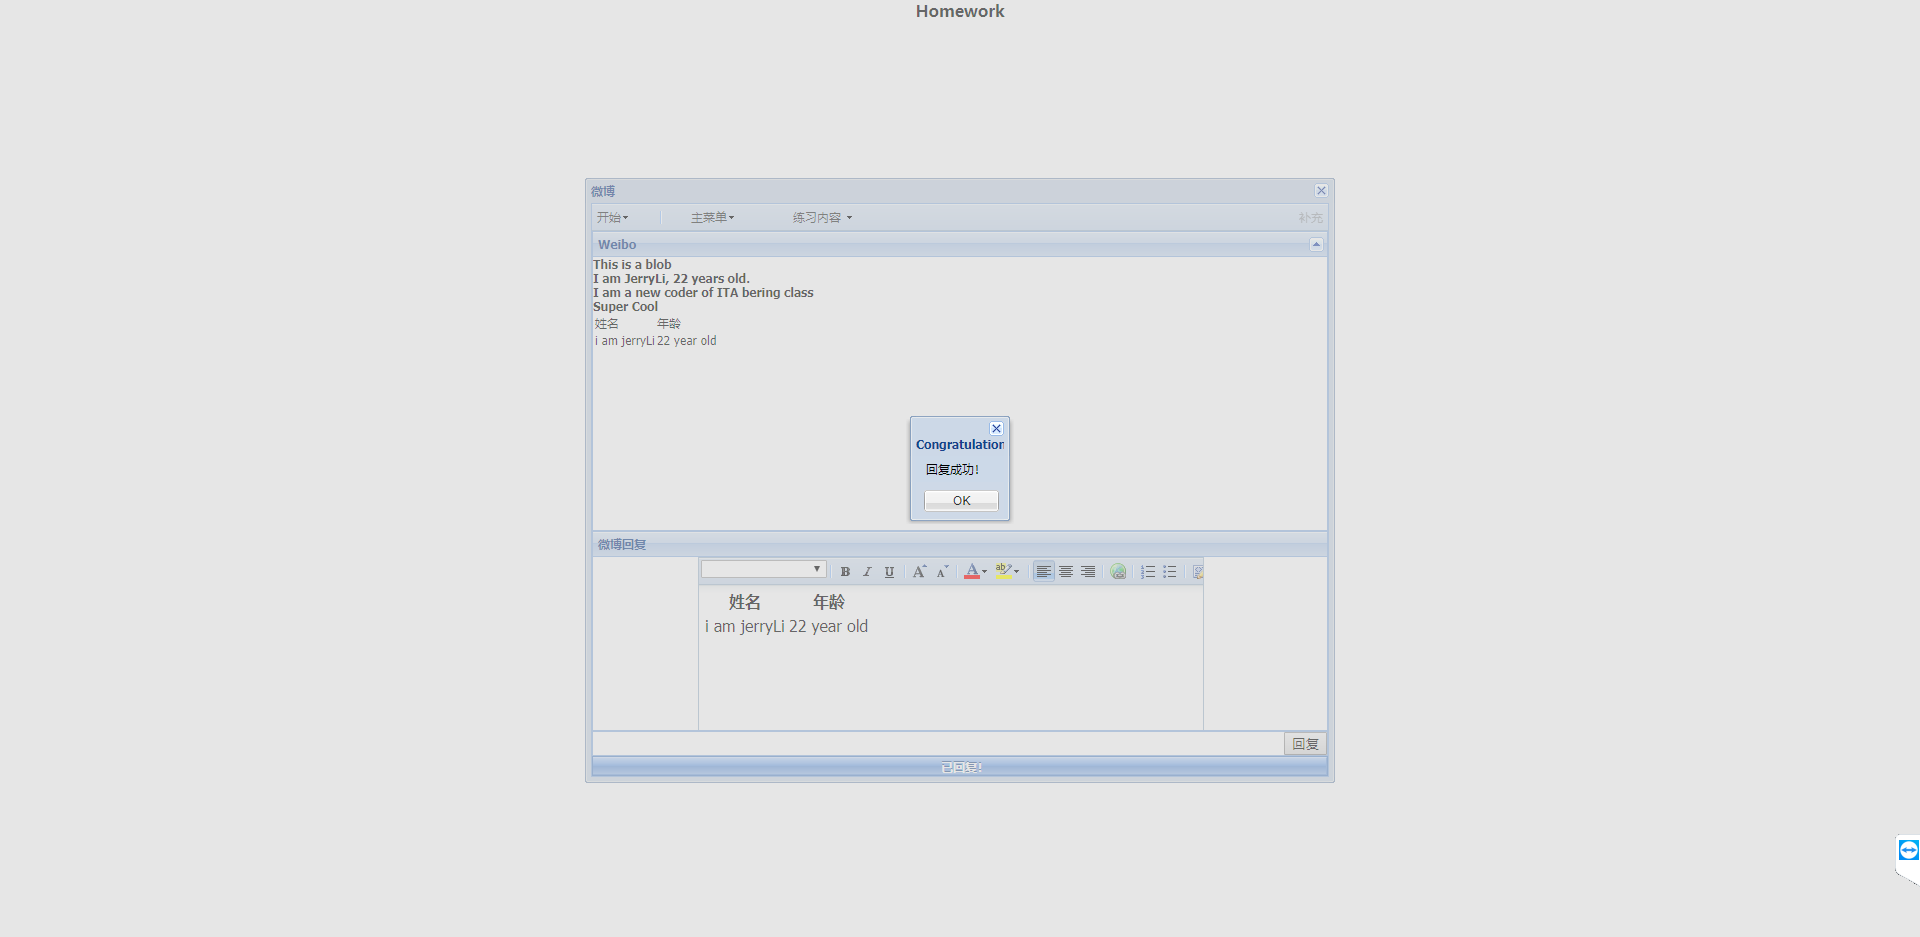 Homework
微博
开始 主菜单 练习内容 补充
Weibo
This is a blob
I am JerryLi, 22 years old.
I am a new coder of ITA bering class
Super Cool
姓名 年龄
i am jerryLi 22 year old
Congratulation
回复成功!
OK
微博回复
B I U A A A ab
姓名 年龄
i am jerryLi 22 year old
回复
已回复!